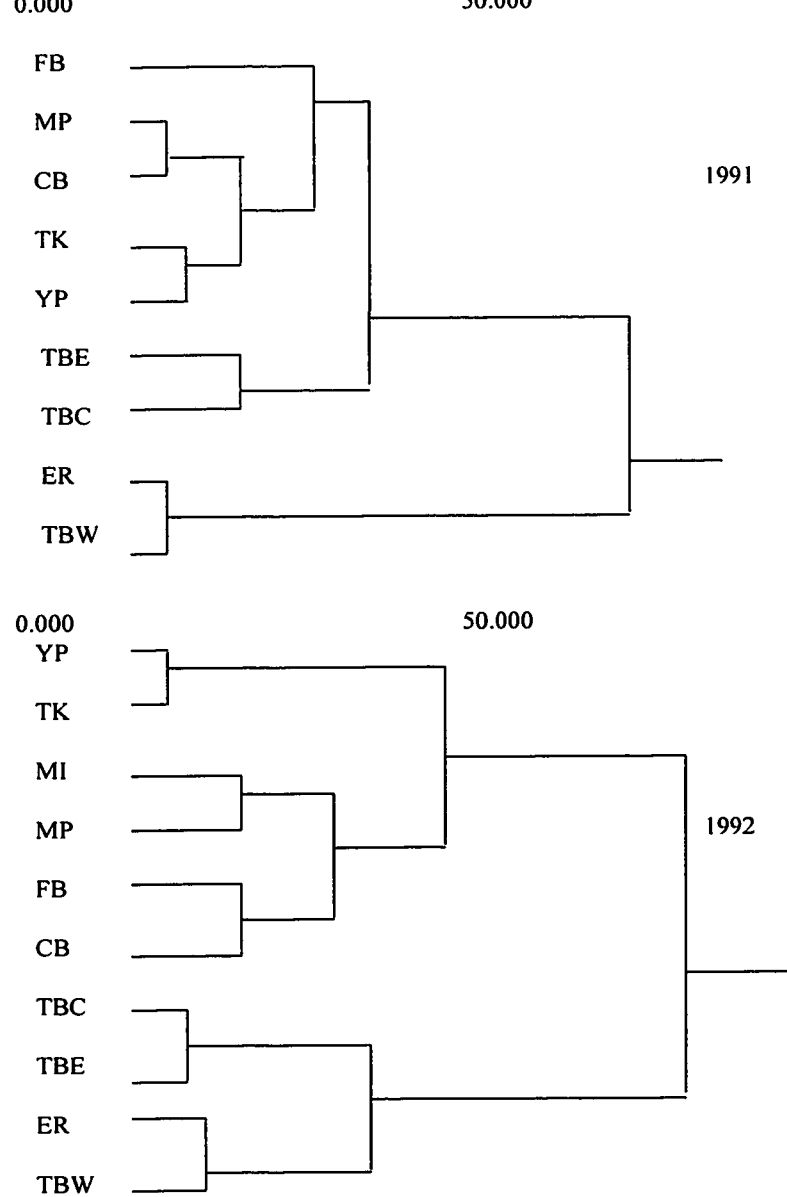 0.000 50.000
FB
MP
CB
1991
TK
YP
TBE
TBC
ER
TBW
0.000 50.000
YP
TK
MI
MP
1992
FB
CB
TBC
TBE
ER
TBW